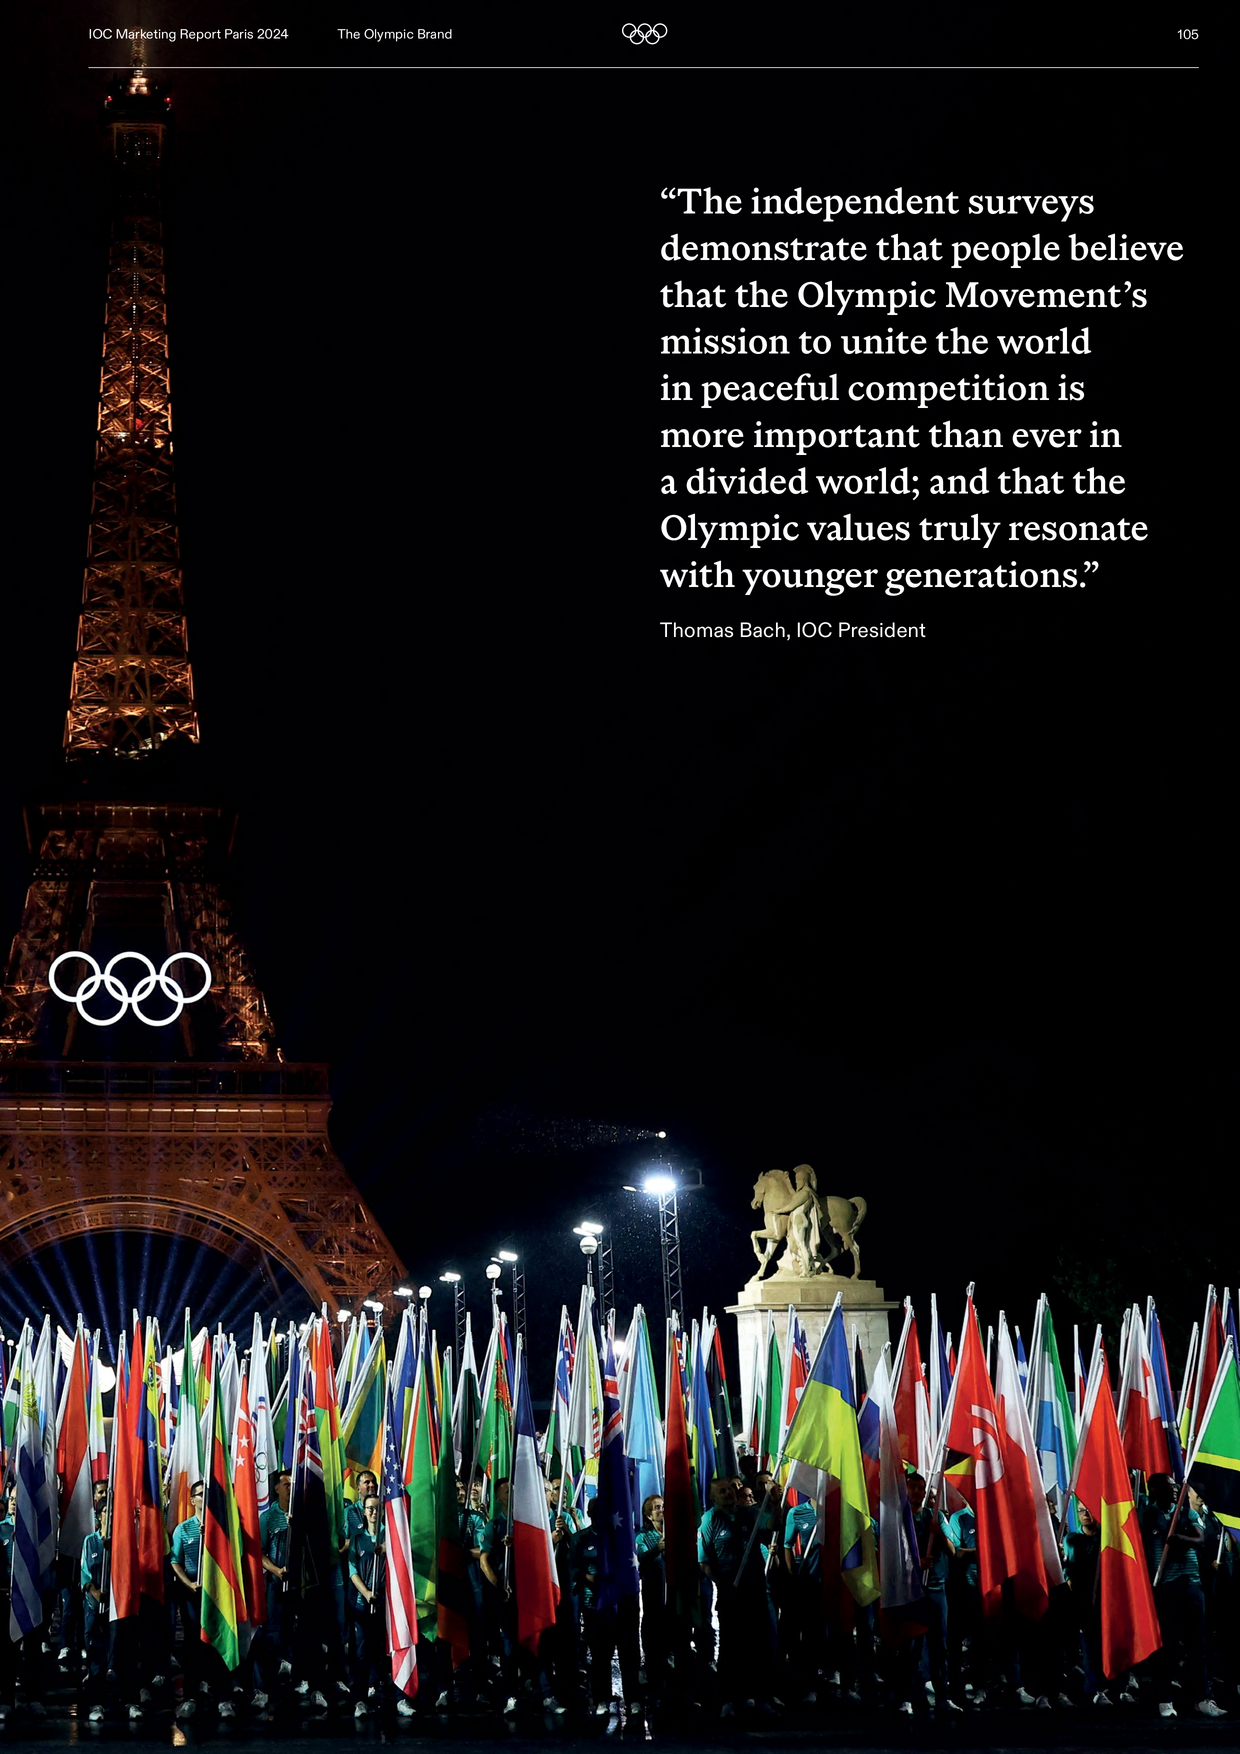 IOC Marketing Report Paris 2024
The Olympic Brand
105
“The independent surveys
demonstrate that people believe
that the Olympic Movement’s
mission to unite the world
in peaceful competition is
more important than ever in
a divided world; and that the
Olympic values truly resonate
with younger generations.”
Thomas Bach, IOC President